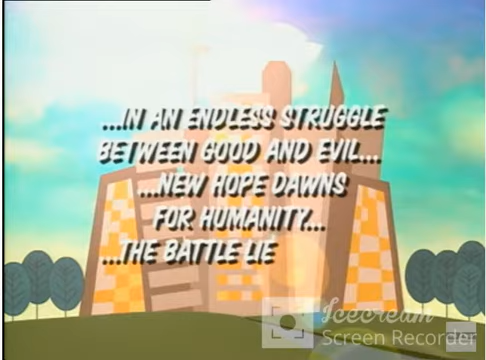 ...IN AN ENDLESS STRUGGLE
BETWEEN GOOD AND EVIL...
...NEW HOPE DAWNS
FOR HUMANITY...
...THE BATTLE LIE
Icecream
Screen Recorder